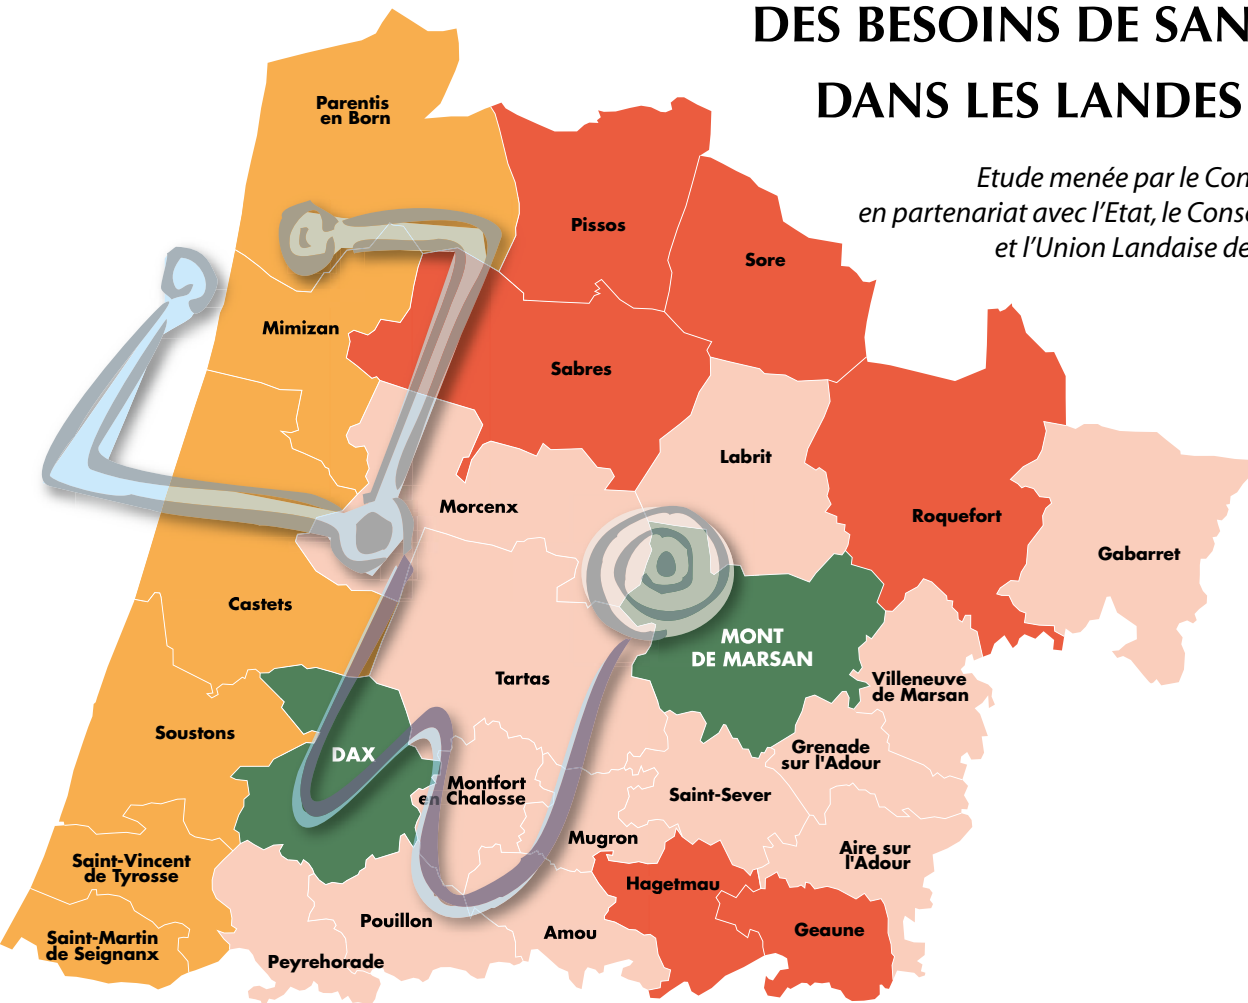 DES BESOINS DE SAN
DANS LES LANDES
Etude menée par le Con
en partenariat avec l'Etat, le Cons
et l'Union Landaise de
Parentis
en Born
Pissos
Sore
Mimizan
Sabres
Labrit
Morcenx
Roquefort
Gabarret
Castets
MONT
DE MARSAN
Tartas
Villeneuve
de Marsan
Soustons
DAX
Grenade
sur l'Adour
Montfort
en Chalosse
Saint-Sever
Mugron
Aire sur
l'Adour
Saint-Vincent
de Tyrosse
Hagetmau
Pouillon
Amou
Geaune
Saint-Martin
de Seignanx
Peyrehorade